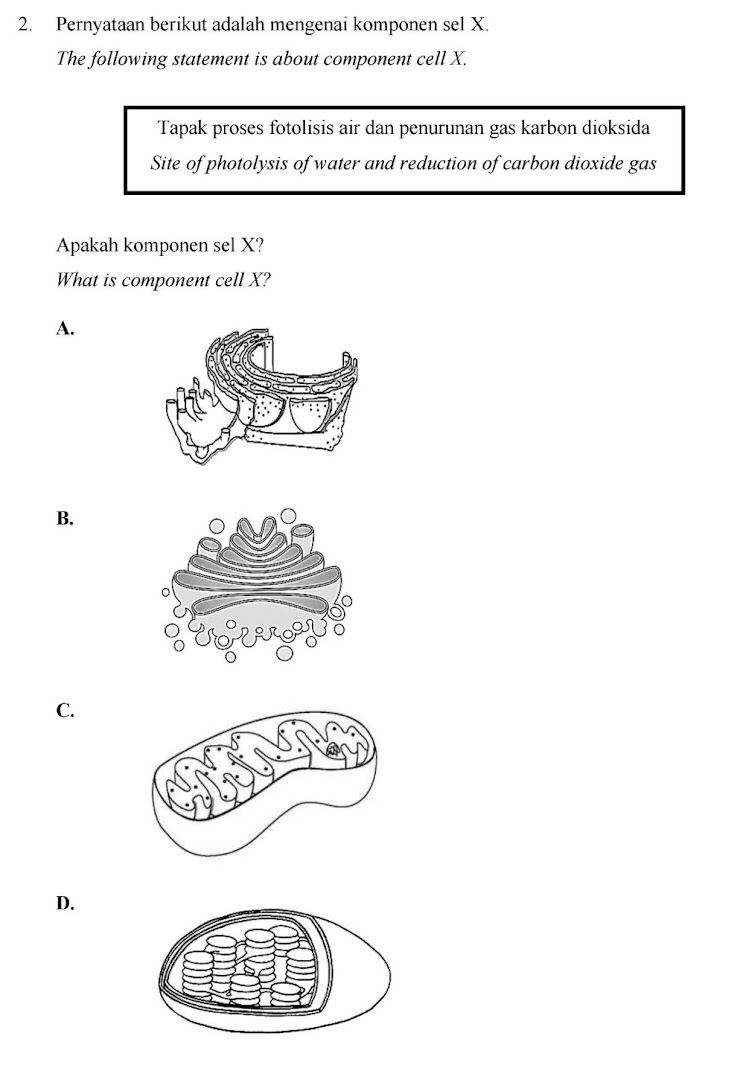 2. Pernyataan berikut adalah mengenai komponen sel X.
The following statement is about component cell X.
Tapak proses fotolisis air dan penurunan gas karbon dioksida
Site of photolysis of water and reduction of carbon dioxide gas
Apakah komponen sel X?
What is component cell X?
A.
B.
C.
D.